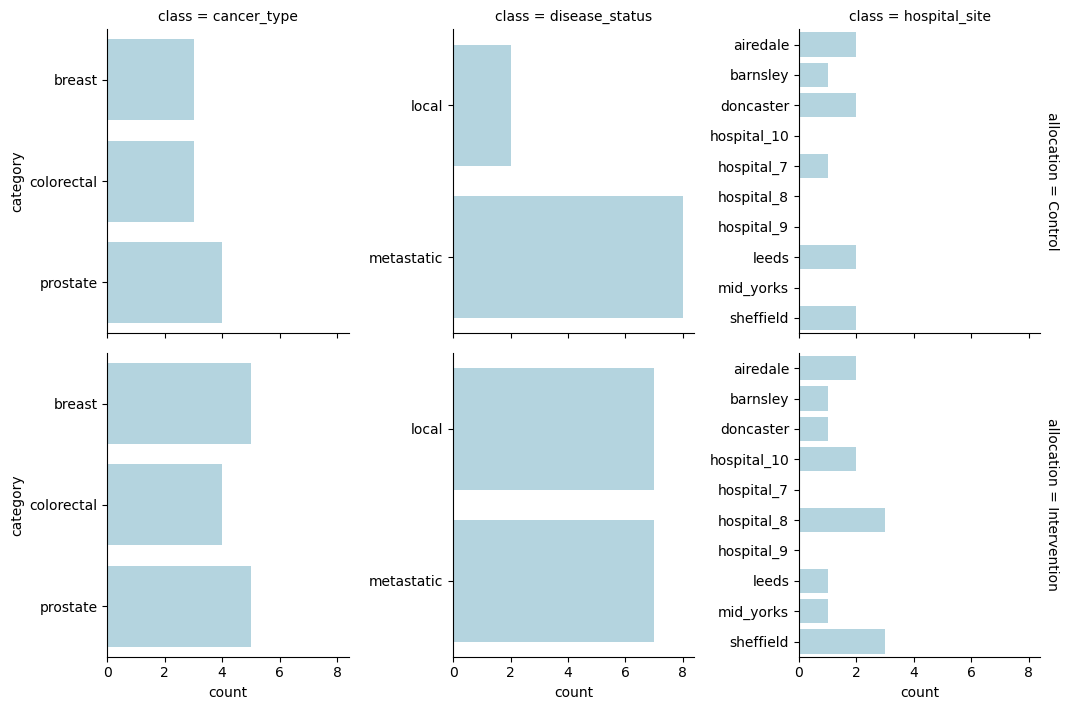 class = cancer_type
class = disease_status
class = hospital_site
category
breast
colorectal
prostate
local
metastatic
airedale
barnsley
doncaster
hospital_10
hospital_7
hospital_8
hospital_9
leeds
mid_yorks
sheffield
allocation = Control
category
breast
colorectal
prostate
0 2 4 6 8
count
local
metastatic
0 2 4 6 8
count
airedale
barnsley
doncaster
hospital_10
hospital_7
hospital_8
hospital_9
leeds
mid_yorks
sheffield
0 2 4 6 8
count
allocation = Intervention